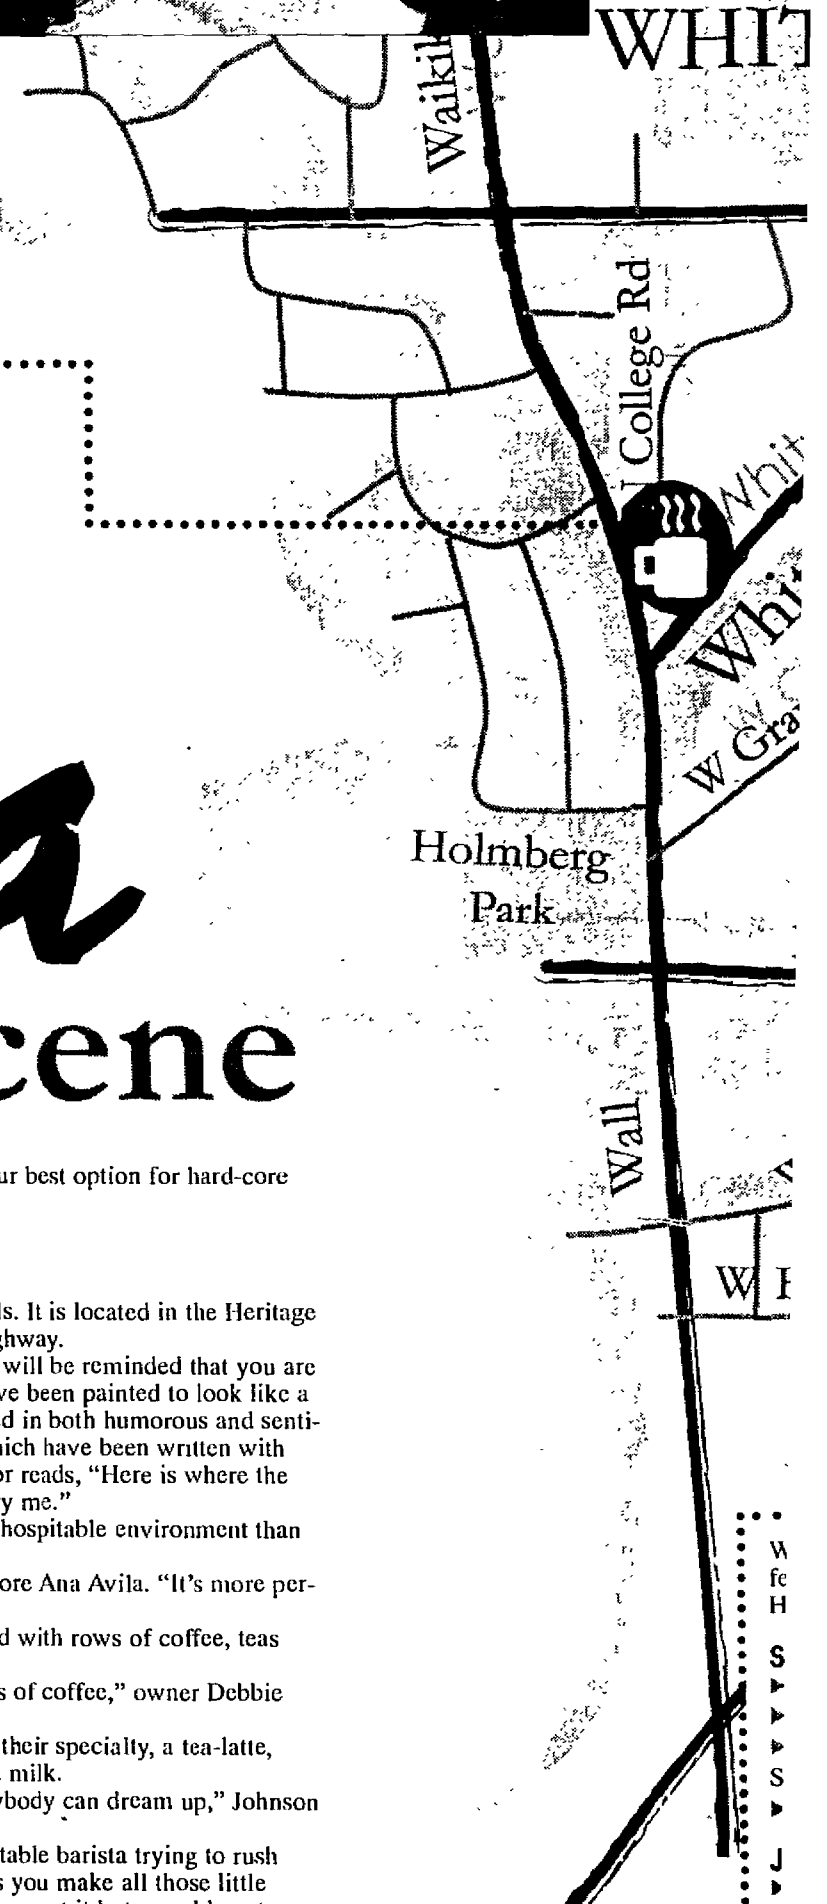 WHIT
Waikik
College Rd
Whit
Whi
W Gra
Holmberg
Park
a
cene
Wall
ur best option for hard-core
W H
ls. It is located in the Heritage
ghway.
will be reminded that you are
ve been painted to look like a
d in both humorous and senti-
hich have been written with
or reads, "Here is where the
y me."
hospitable environment than
ore Ana Avila. "It's more per-
d with rows of coffee, teas
s of coffee," owner Debbie
their specialty, a tea-latte,
milk.
ybody can dream up," Johnson
table barista trying to rush
s you make all those little
W
fe
H
S
S
J